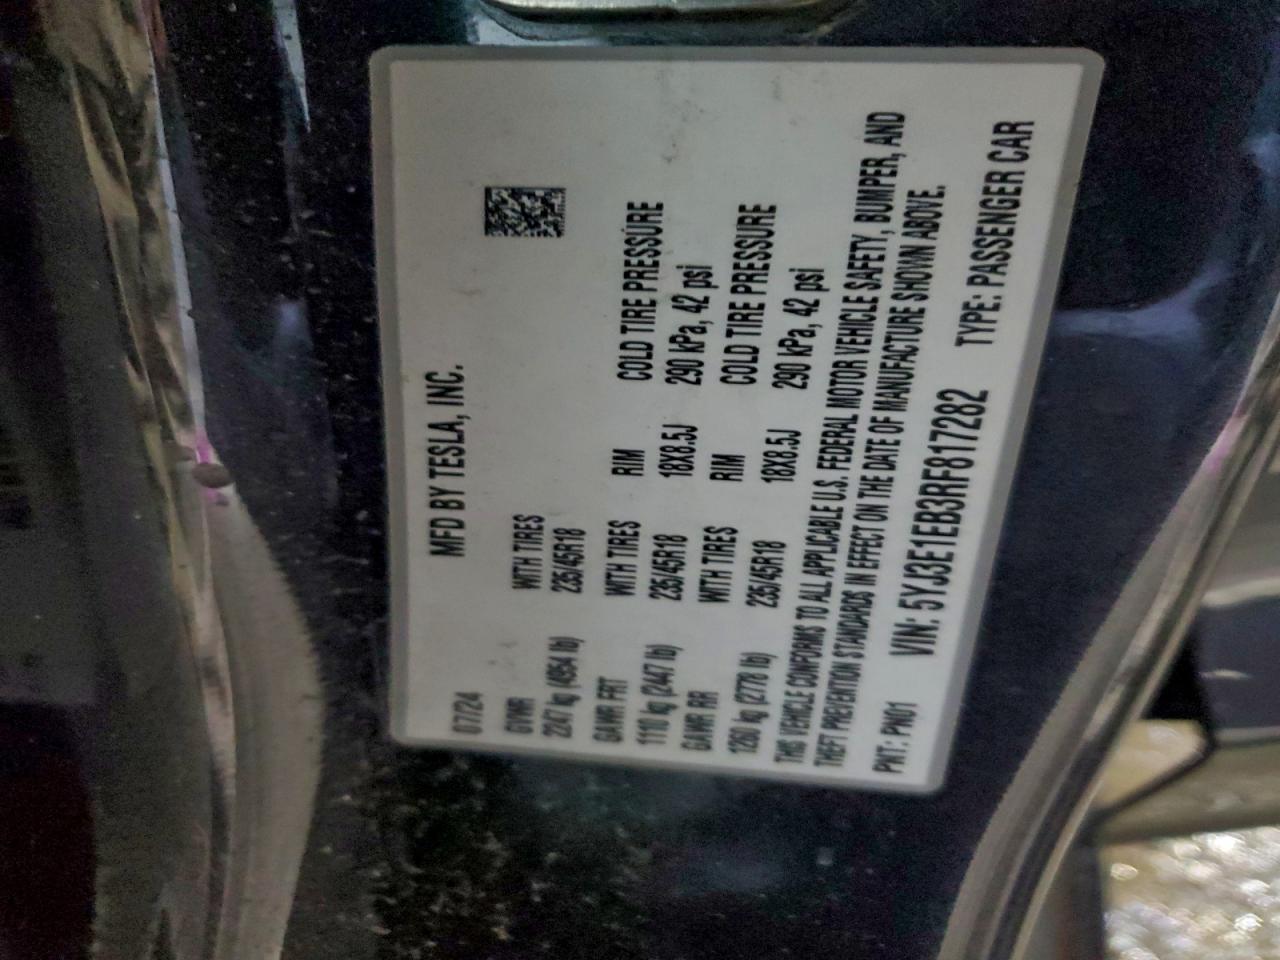 MFD BY TESLA, INC.
07/24
GVWR WITH TIRES
2247 kg (4954 lb) 235/45R18
GAWR FRT WITH TIRES RIM COLD TIRE PRESSURE
1110 kg (2447 lb) 235/45R18 18X8.5J 290 kPa, 42 psi
GAWR RR WITH TIRES RIM COLD TIRE PRESSURE
1260 kg (2778 lb) 235/45R18 18X8.5J 290 kPa, 42 psi
THIS VEHICLE CONFORMS TO ALL APPLICABLE U.S. FEDERAL MOTOR VEHICLE SAFETY, BUMPER, AND
THEFT PREVENTION STANDARDS IN EFFECT ON THE DATE OF MANUFACTURE SHOWN ABOVE.
PNT: PN01 VIN: 5YJ3E1EB3RF817282 TYPE: PASSENGER CAR